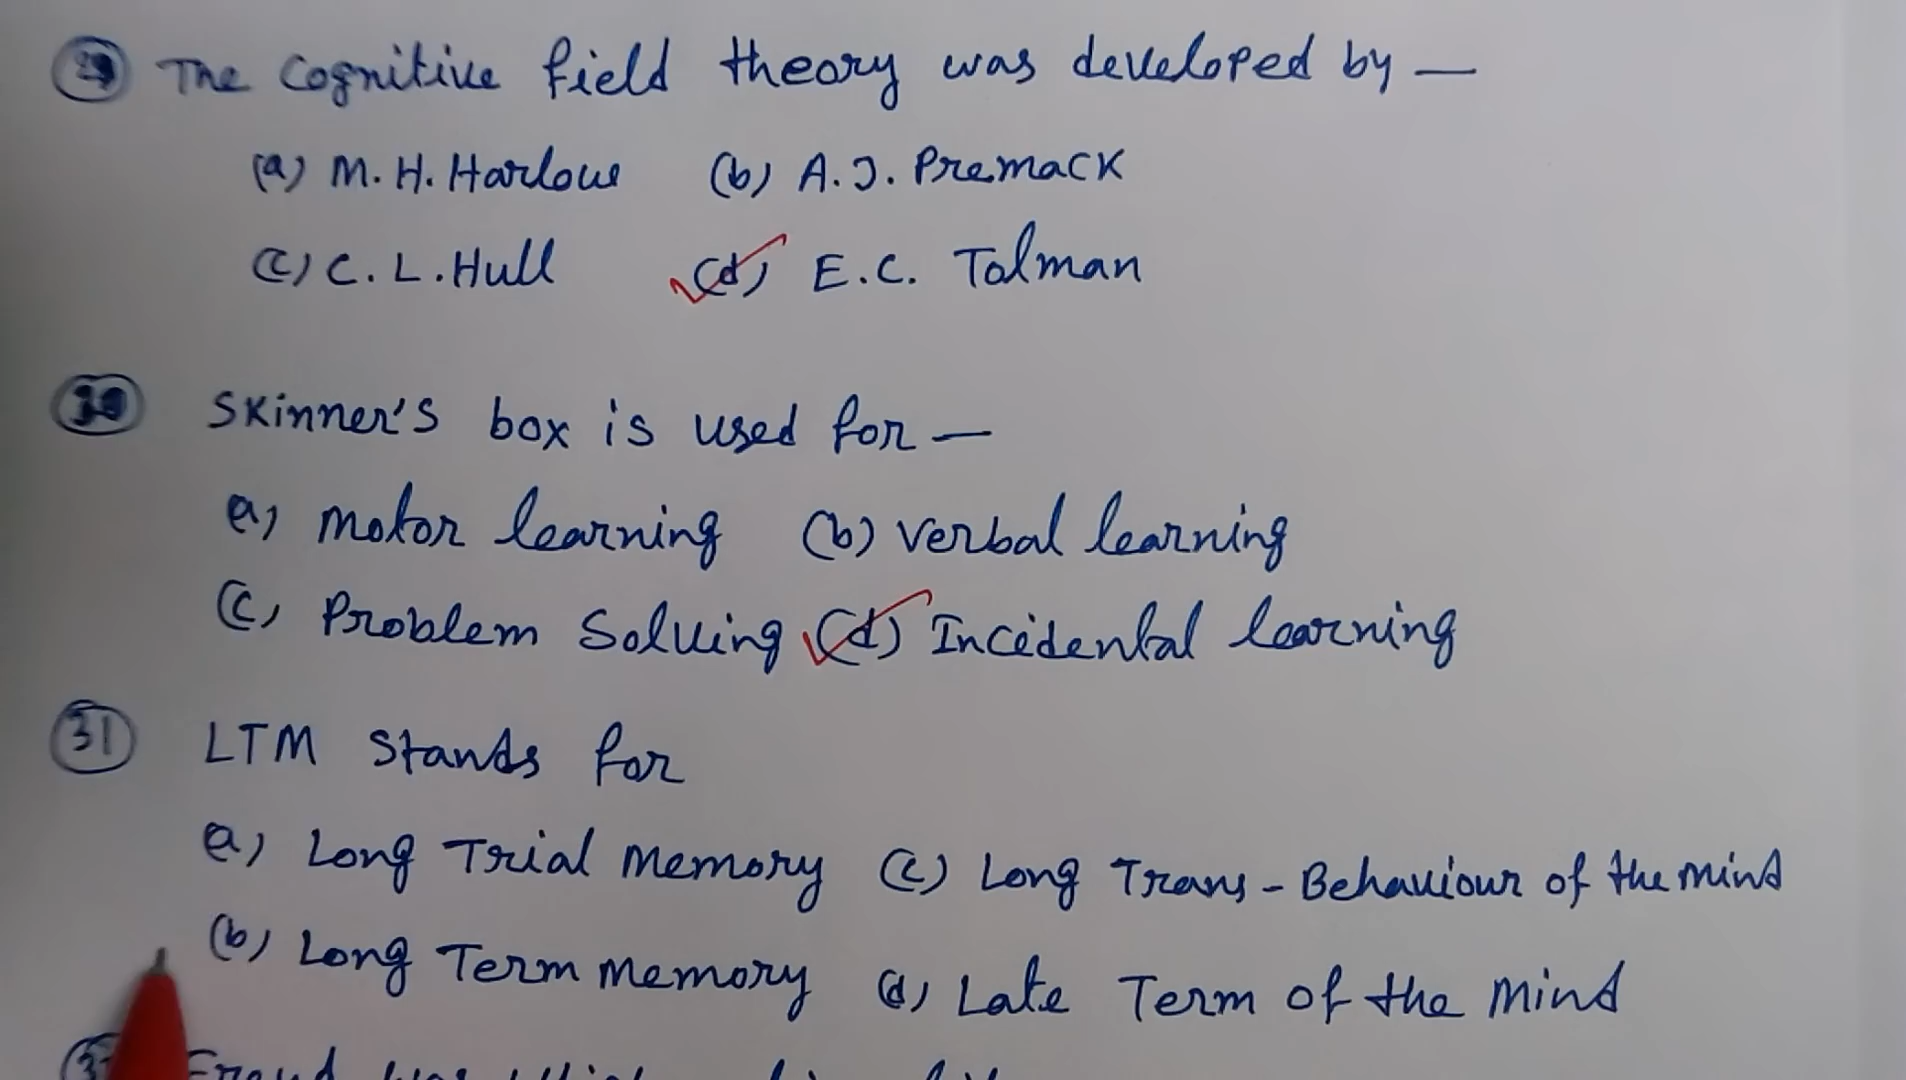 29 The Cognitive field theory was developed by —
(a) M. H. Harlow (b) A. J. Premack
(c) C. L. Hull (d) E. C. Tolman
30 Skinner's box is used for —
a) Motor learning (b) Verbal learning
(c) Problem Solving (d) Incidental learning
31 LTM Stands for
a) Long Trial Memory (c) Long Trans - Behaviour of the mind
(b) Long Term Memory (d) Late Term of the Mind